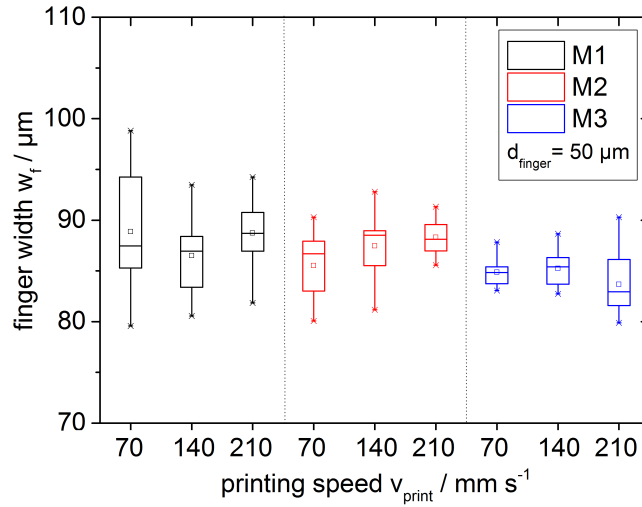 110
100
90
80
70
finger width w_f / µm
M1
M2
M3
d_finger = 50 µm
70 140 210 70 140 210 70 140 210
printing speed v_print / mm s⁻¹